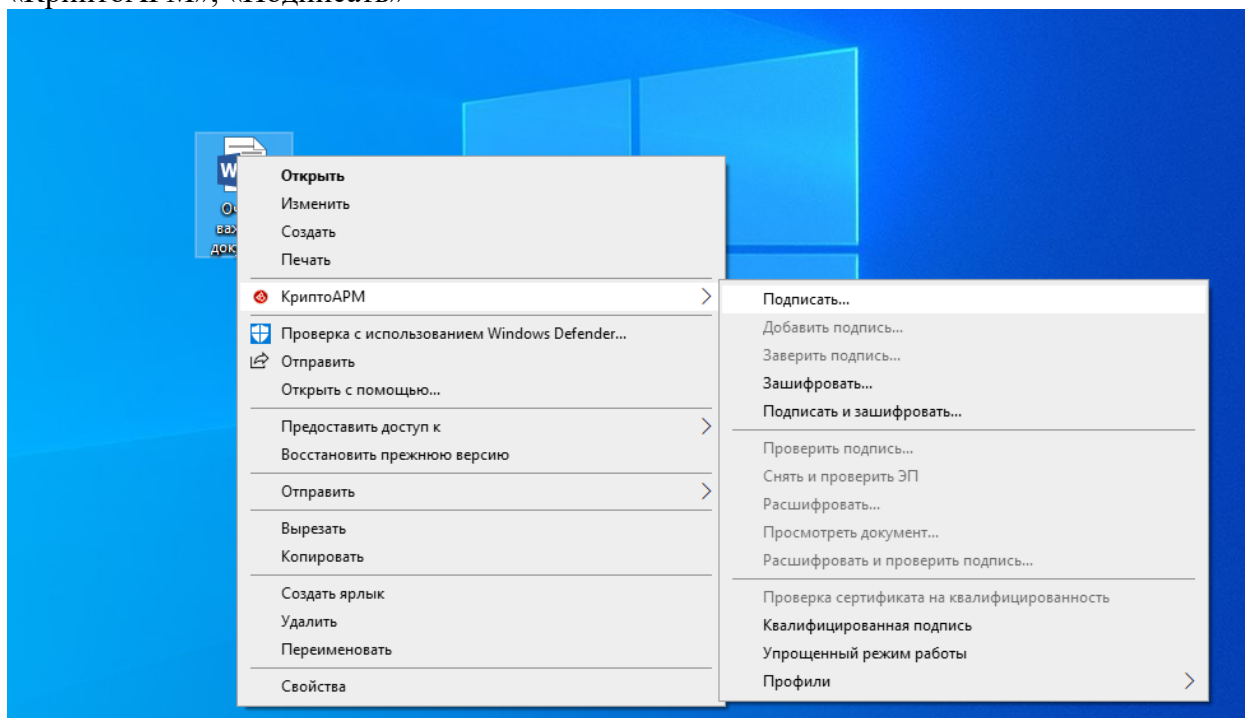 «КриптоАРМ», «Подписать»
W
Открыть
Изменить
Создать
Печать
КриптоАРМ
Проверка с использованием Windows Defender...
Отправить
Открыть с помощью...
Предоставить доступ к
Восстановить прежнюю версию
Отправить
Вырезать
Копировать
Создать ярлык
Удалить
Переименовать
Свойства
Подписать...
Добавить подпись...
Заверить подпись...
Зашифровать...
Подписать и зашифровать...
Проверить подпись...
Снять и проверить ЭП
Расшифровать...
Просмотреть документ...
Расшифровать и проверить подпись...
Проверка сертификата на квалифицированность
Квалифицированная подпись
Упрощенный режим работы
Профили